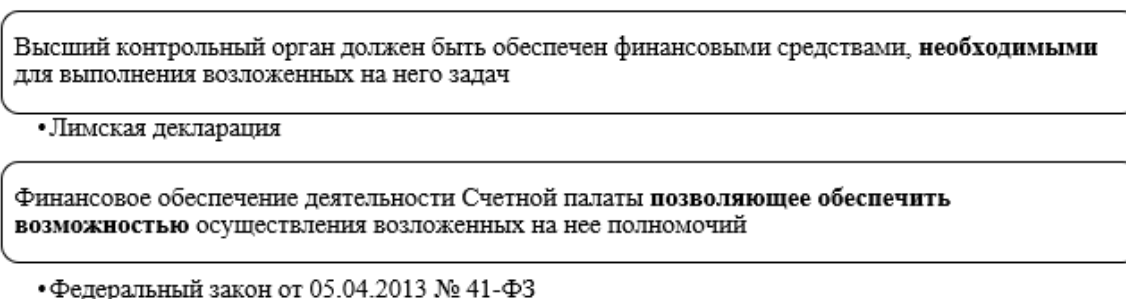 Высший контрольный орган должен быть обеспечен финансовыми средствами, необходимыми
для выполнения возложенных на него задач
•Лимская декларация
Финансовое обеспечение деятельности Счетной палаты позволяющее обеспечить
возможностью осуществления возложенных на нее полномочий
•Федеральный закон от 05.04.2013 № 41-ФЗ